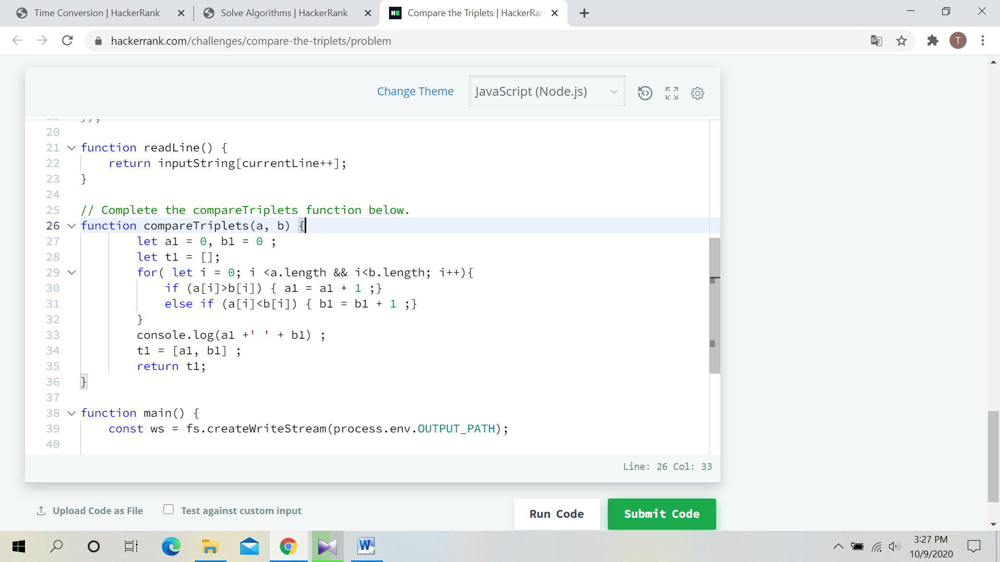 Time Conversion | HackerRank
Solve Algorithms | HackerRank
Compare the Triplets | HackerRan
hackerrank.com/challenges/compare-the-triplets/problem
T
Change Theme
JavaScript (Node.js)
20
21 function readLine() {
22 return inputString[currentLine++];
23 }
24
25 // Complete the compareTriplets function below.
26 function compareTriplets(a, b) {
27 let a1 = 0, b1 = 0 ;
28 let t1 = [];
29 for( let i = 0; i <a.length && i<b.length; i++){
30 if (a[i]>b[i]) { a1 = a1 + 1 ;}
31 else if (a[i]<b[i]) { b1 = b1 + 1 ;}
32 }
33 console.log(a1 +' ' + b1) ;
34 t1 = [a1, b1] ;
35 return t1;
36 }
37
38 function main() {
39 const ws = fs.createWriteStream(process.env.OUTPUT_PATH);
40
Line: 26 Col: 33
Upload Code as File
Test against custom input
Run Code
Submit Code
3:27 PM
10/9/2020